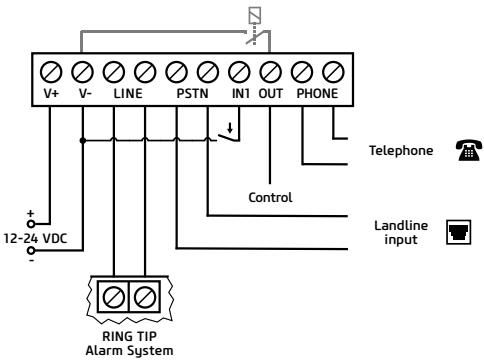 V+ V- LINE PSTN IN1 OUT PHONE
Telephone
Control
Landline
input
+
12-24 VDC
-
RING TIP
Alarm System